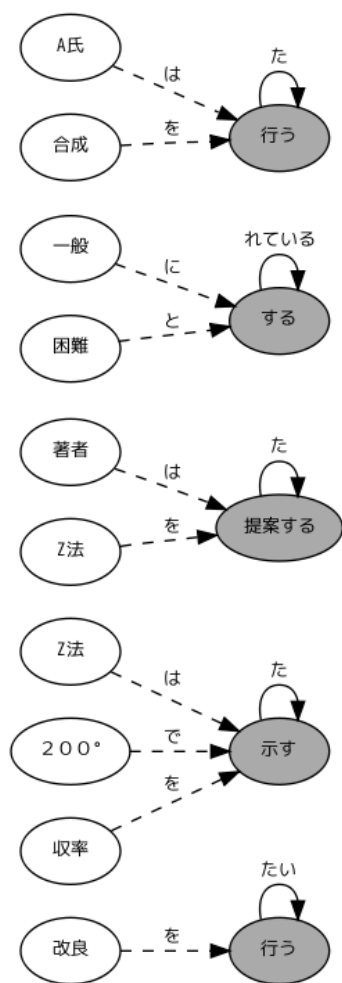 A氏
は
た
合成
を
行う
一般
に
れている
困難
と
する
著者
は
た
Z法
を
提案する
Z法
は
た
２００°
で
示す
収率
を
改良
を
たい
行う